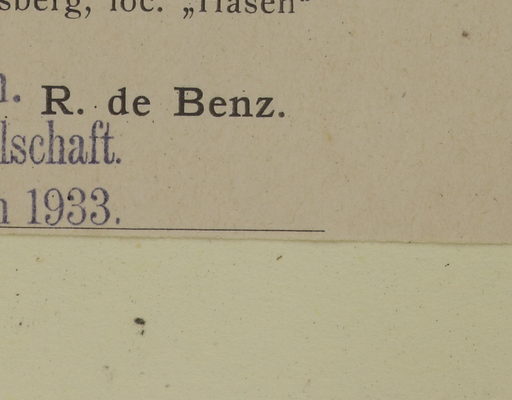 sberg, loc. „Hasen“
l. R. de Benz.
lschaft.
n 1933.